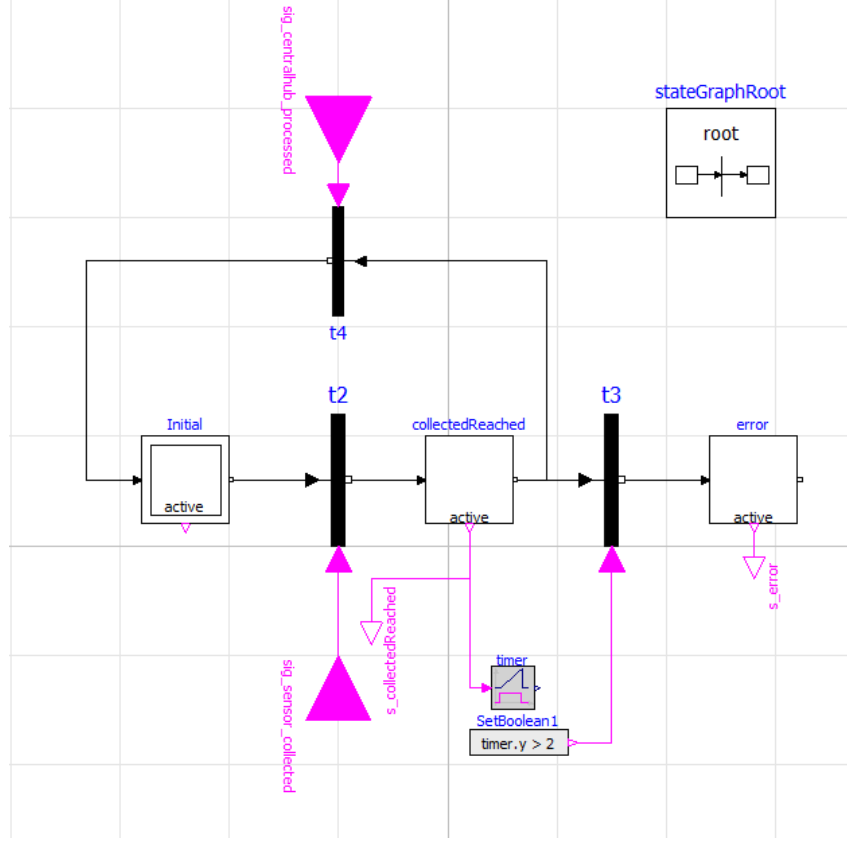 sig_centralhub_processed
stateGraphRoot
root
t4
t2
t3
Initial
collectedReached
error
active
active
active
s_error
s_collectedReached
sig_sensor_collected
timer
SetBoolean1
timer.y > 2